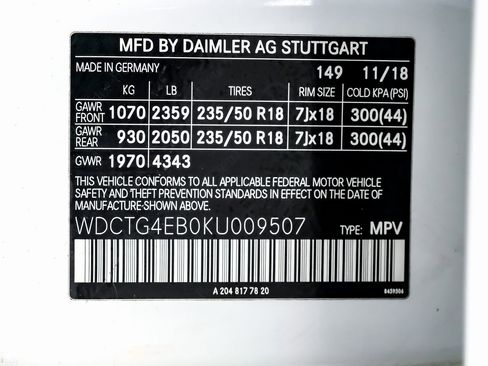 MFD BY DAIMLER AG STUTTGART
MADE IN GERMANY 149 11/18
KG LB TIRES RIM SIZE COLD KPA(PSI)
GAWR FRONT 1070 2359 235/50 R18 7Jx18 300(44)
GAWR REAR 930 2050 235/50 R18 7Jx18 300(44)
GVWR 1970 4343
THIS VEHICLE CONFORMS TO ALL APPLICABLE FEDERAL MOTOR VEHICLE
SAFETY AND THEFT PREVENTION STANDARDS IN EFFECT ON THE DATE OF
MANUFACTURE-SHOWN-ABOVE.
WDCTG4EB0KU009507 TYPE: MPV
A 204 817 78 20